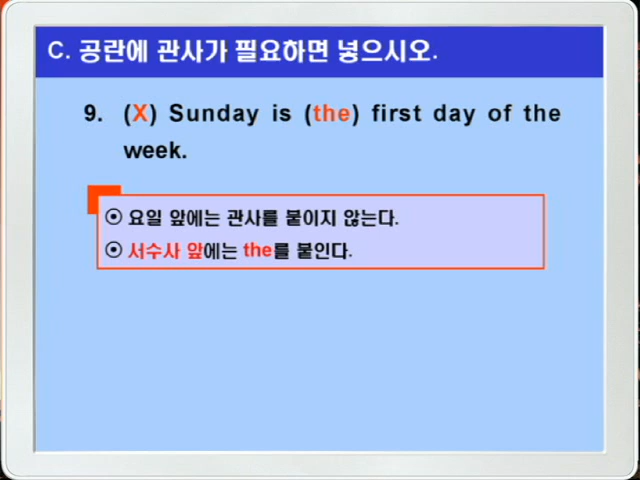 C. 공란에 관사가 필요하면 넣으시오.
9. (X) Sunday is (the) first day of the
week.
⊙ 요일 앞에는 관사를 붙이지 않는다.
⊙ 서수사 앞에는 the를 붙인다.